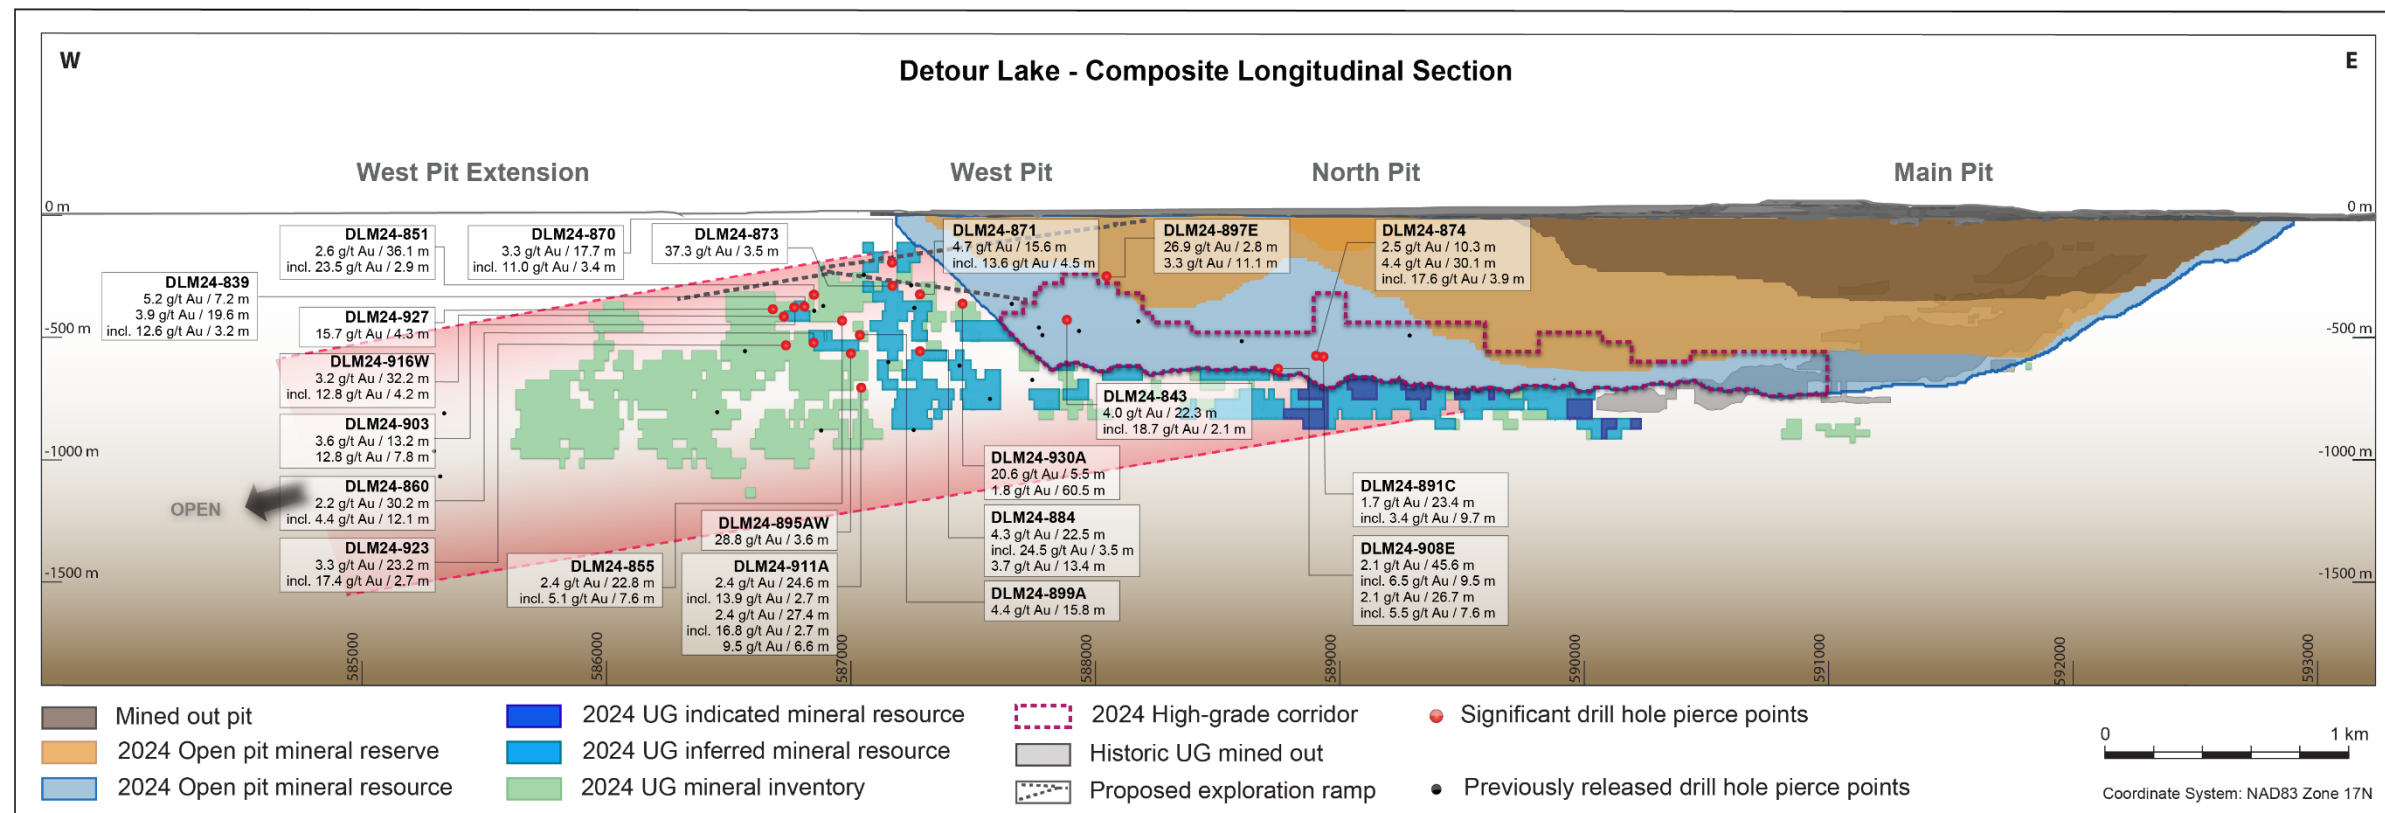 W
E
Detour Lake - Composite Longitudinal Section
West Pit Extension
West Pit
North Pit
Main Pit
0 m
0 m
-500 m
-500 m
-1000 m
-1000 m
-1500 m
-1500 m
DLM24-851
2.6 g/t Au / 36.1 m
incl. 23.5 g/t Au / 2.9 m
DLM24-870
3.3 g/t Au / 17.7 m
incl. 11.0 g/t Au / 3.4 m
DLM24-873
37.3 g/t Au / 3.5 m
DLM24-871
4.7 g/t Au / 15.6 m
incl. 13.6 g/t Au / 4.5 m
DLM24-897E
26.9 g/t Au / 2.8 m
3.3 g/t Au / 11.1 m
DLM24-874
2.5 g/t Au / 10.3 m
4.4 g/t Au / 30.1 m
incl. 17.6 g/t Au / 3.9 m
DLM24-839
5.2 g/t Au / 7.2 m
3.9 g/t Au / 19.6 m
incl. 12.6 g/t Au / 3.2 m
DLM24-927
15.7 g/t Au / 4.3 m
DLM24-916W
3.2 g/t Au / 32.2 m
incl. 12.8 g/t Au / 4.2 m
DLM24-903
3.6 g/t Au / 13.2 m
12.8 g/t Au / 7.8 m
DLM24-860
2.2 g/t Au / 30.2 m
incl. 4.4 g/t Au / 12.1 m
DLM24-923
3.3 g/t Au / 23.2 m
incl. 17.4 g/t Au / 2.7 m
OPEN
DLM24-855
2.4 g/t Au / 22.8 m
incl. 5.1 g/t Au / 7.6 m
DLM24-895AW
28.8 g/t Au / 3.6 m
DLM24-911A
2.4 g/t Au / 24.6 m
incl. 13.9 g/t Au / 2.7 m
2.4 g/t Au / 27.4 m
incl. 16.8 g/t Au / 2.7 m
9.5 g/t Au / 6.6 m
DLM24-843
4.0 g/t Au / 22.3 m
incl. 18.7 g/t Au / 2.1 m
DLM24-930A
20.6 g/t Au / 5.5 m
1.8 g/t Au / 60.5 m
DLM24-884
4.3 g/t Au / 22.5 m
incl. 24.5 g/t Au / 3.5 m
3.7 g/t Au / 13.4 m
DLM24-899A
4.4 g/t Au / 15.8 m
DLM24-891C
1.7 g/t Au / 23.4 m
incl. 3.4 g/t Au / 9.7 m
DLM24-908E
2.1 g/t Au / 45.6 m
incl. 6.5 g/t Au / 9.5 m
2.1 g/t Au / 26.7 m
incl. 5.5 g/t Au / 7.6 m
585000
586000
587000
588000
589000
590000
591000
592000
593000
Mined out pit
2024 Open pit mineral reserve
2024 Open pit mineral resource
2024 UG indicated mineral resource
2024 UG inferred mineral resource
2024 UG mineral inventory
2024 High-grade corridor
Historic UG mined out
Proposed exploration ramp
Significant drill hole pierce points
Previously released drill hole pierce points
0
1 km
Coordinate System: NAD83 Zone 17N